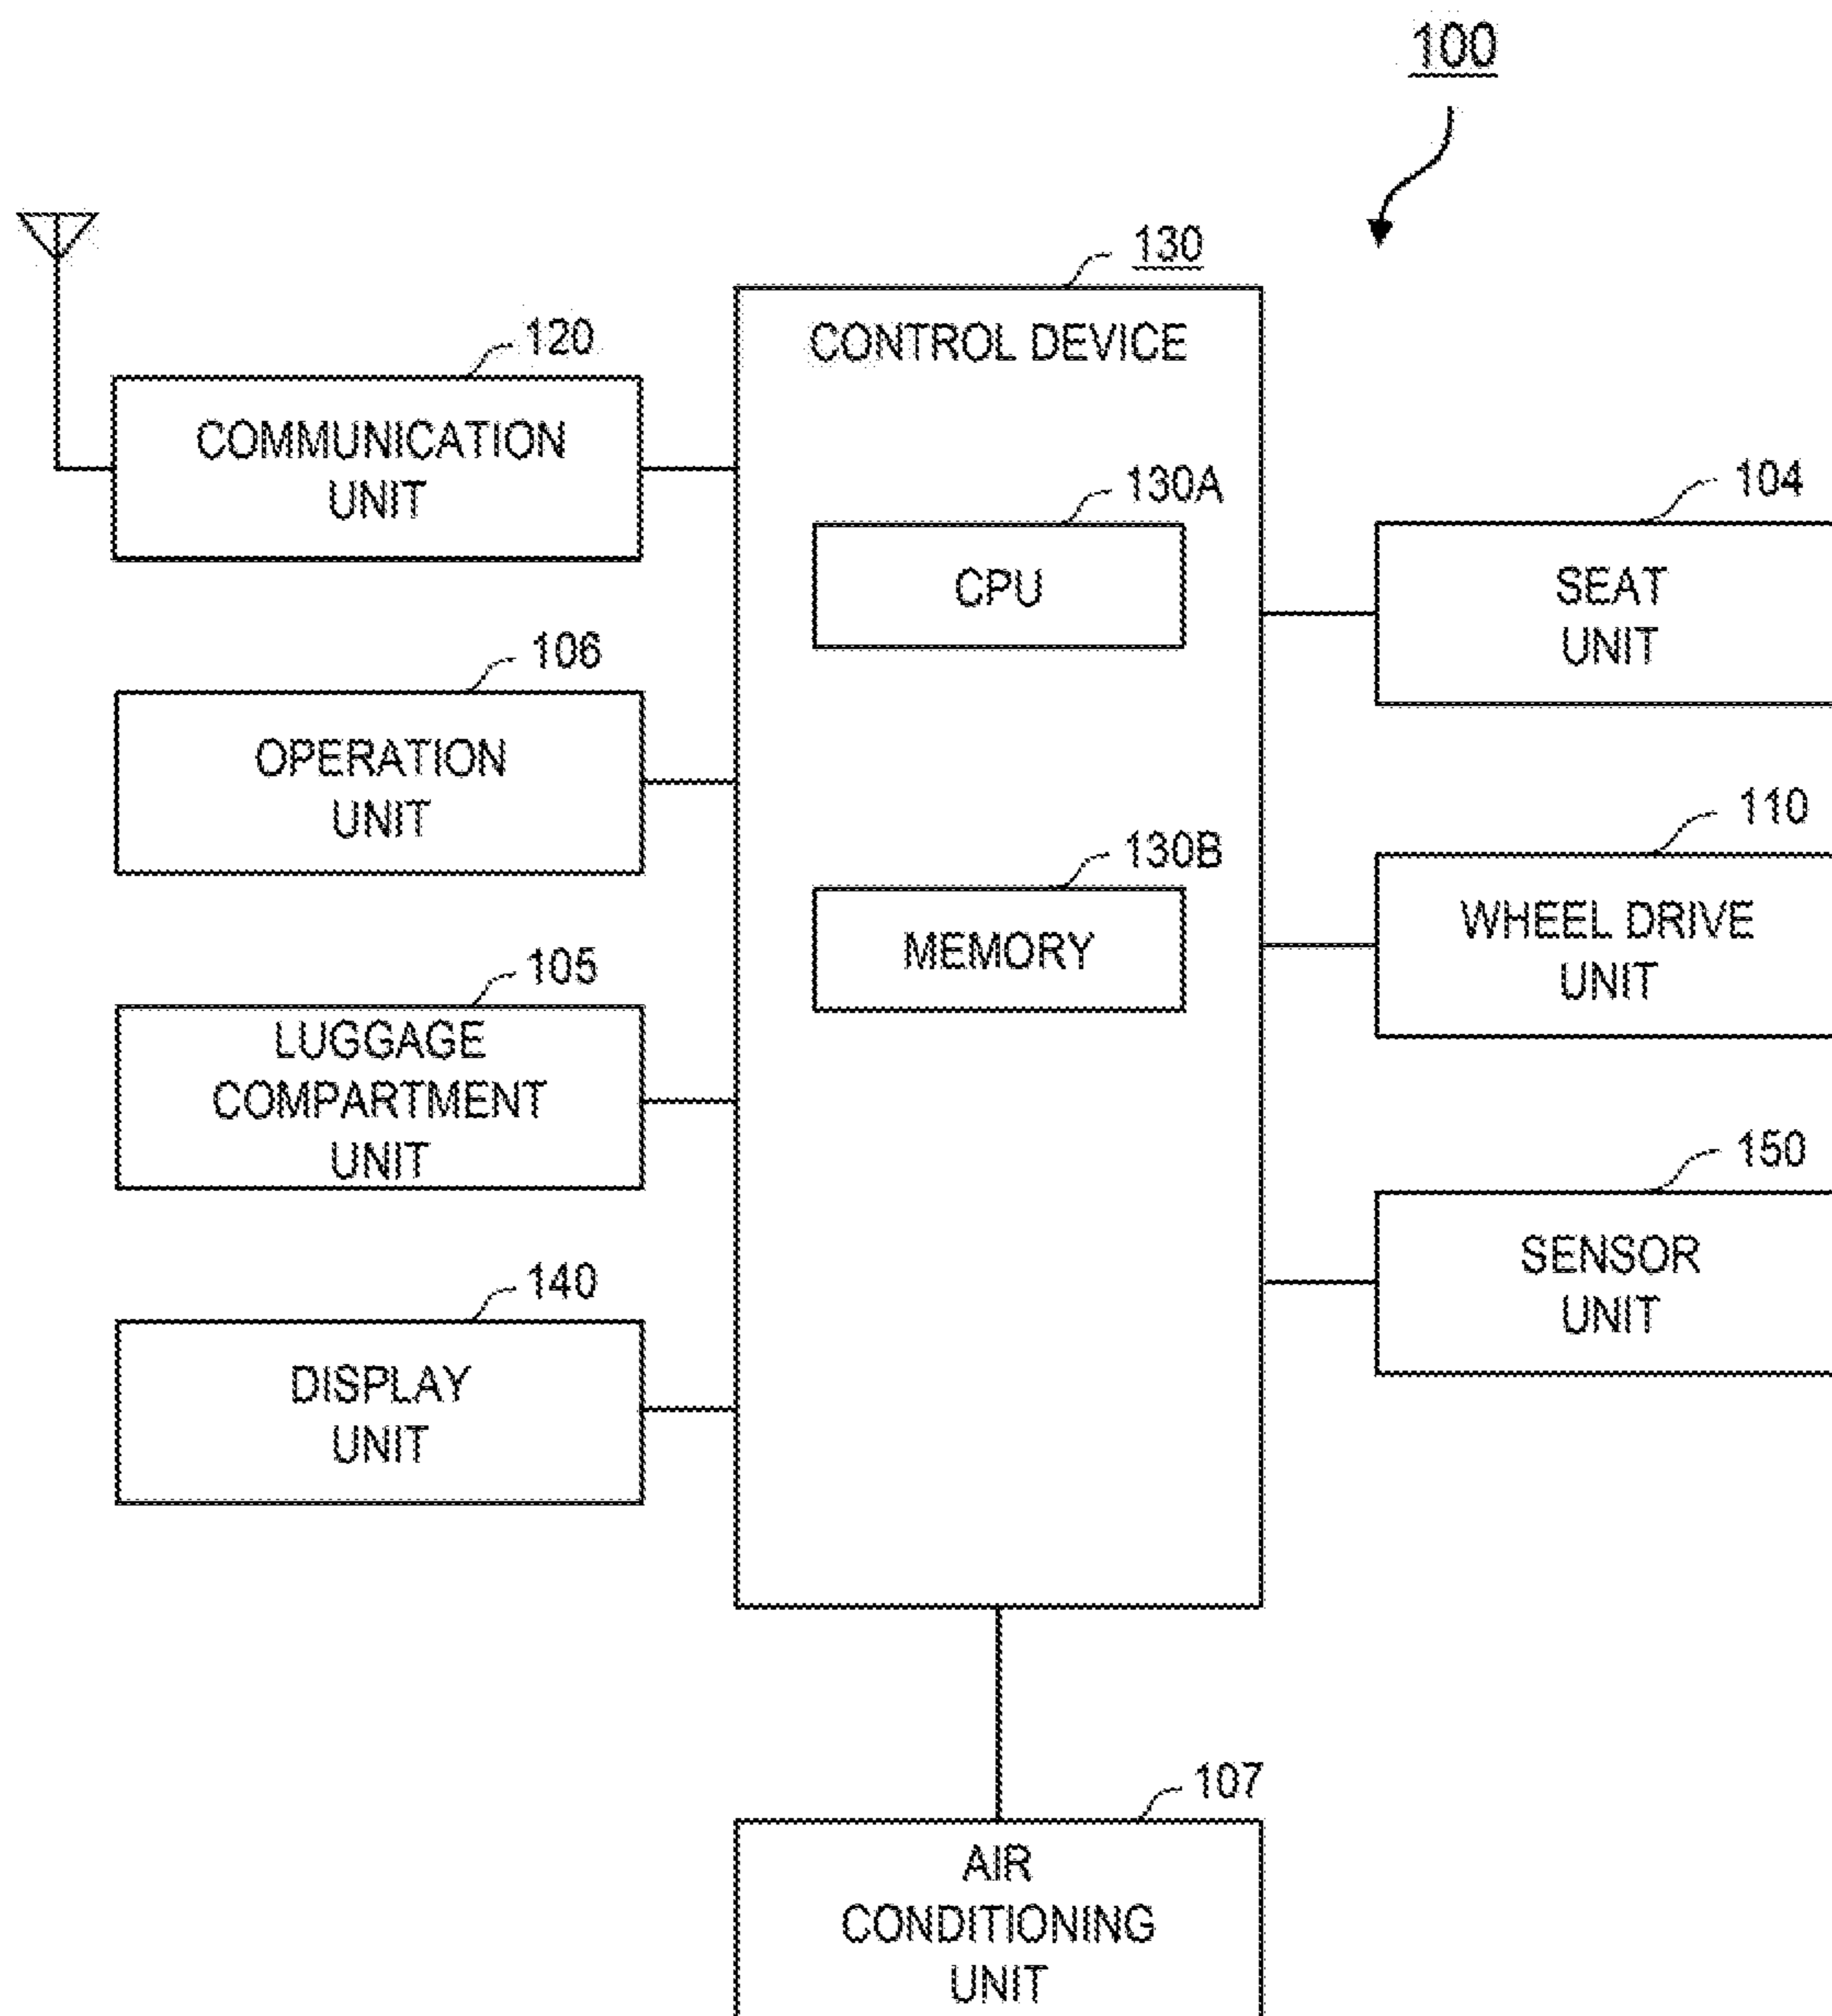 100
130
CONTROL DEVICE
120
COMMUNICATION
UNIT
130A
CPU
104
SEAT
UNIT
106
OPERATION
UNIT
130B
MEMORY
110
WHEEL DRIVE
UNIT
105
LUGGAGE
COMPARTMENT
UNIT
150
SENSOR
UNIT
140
DISPLAY
UNIT
107
AIR
CONDITIONING
UNIT